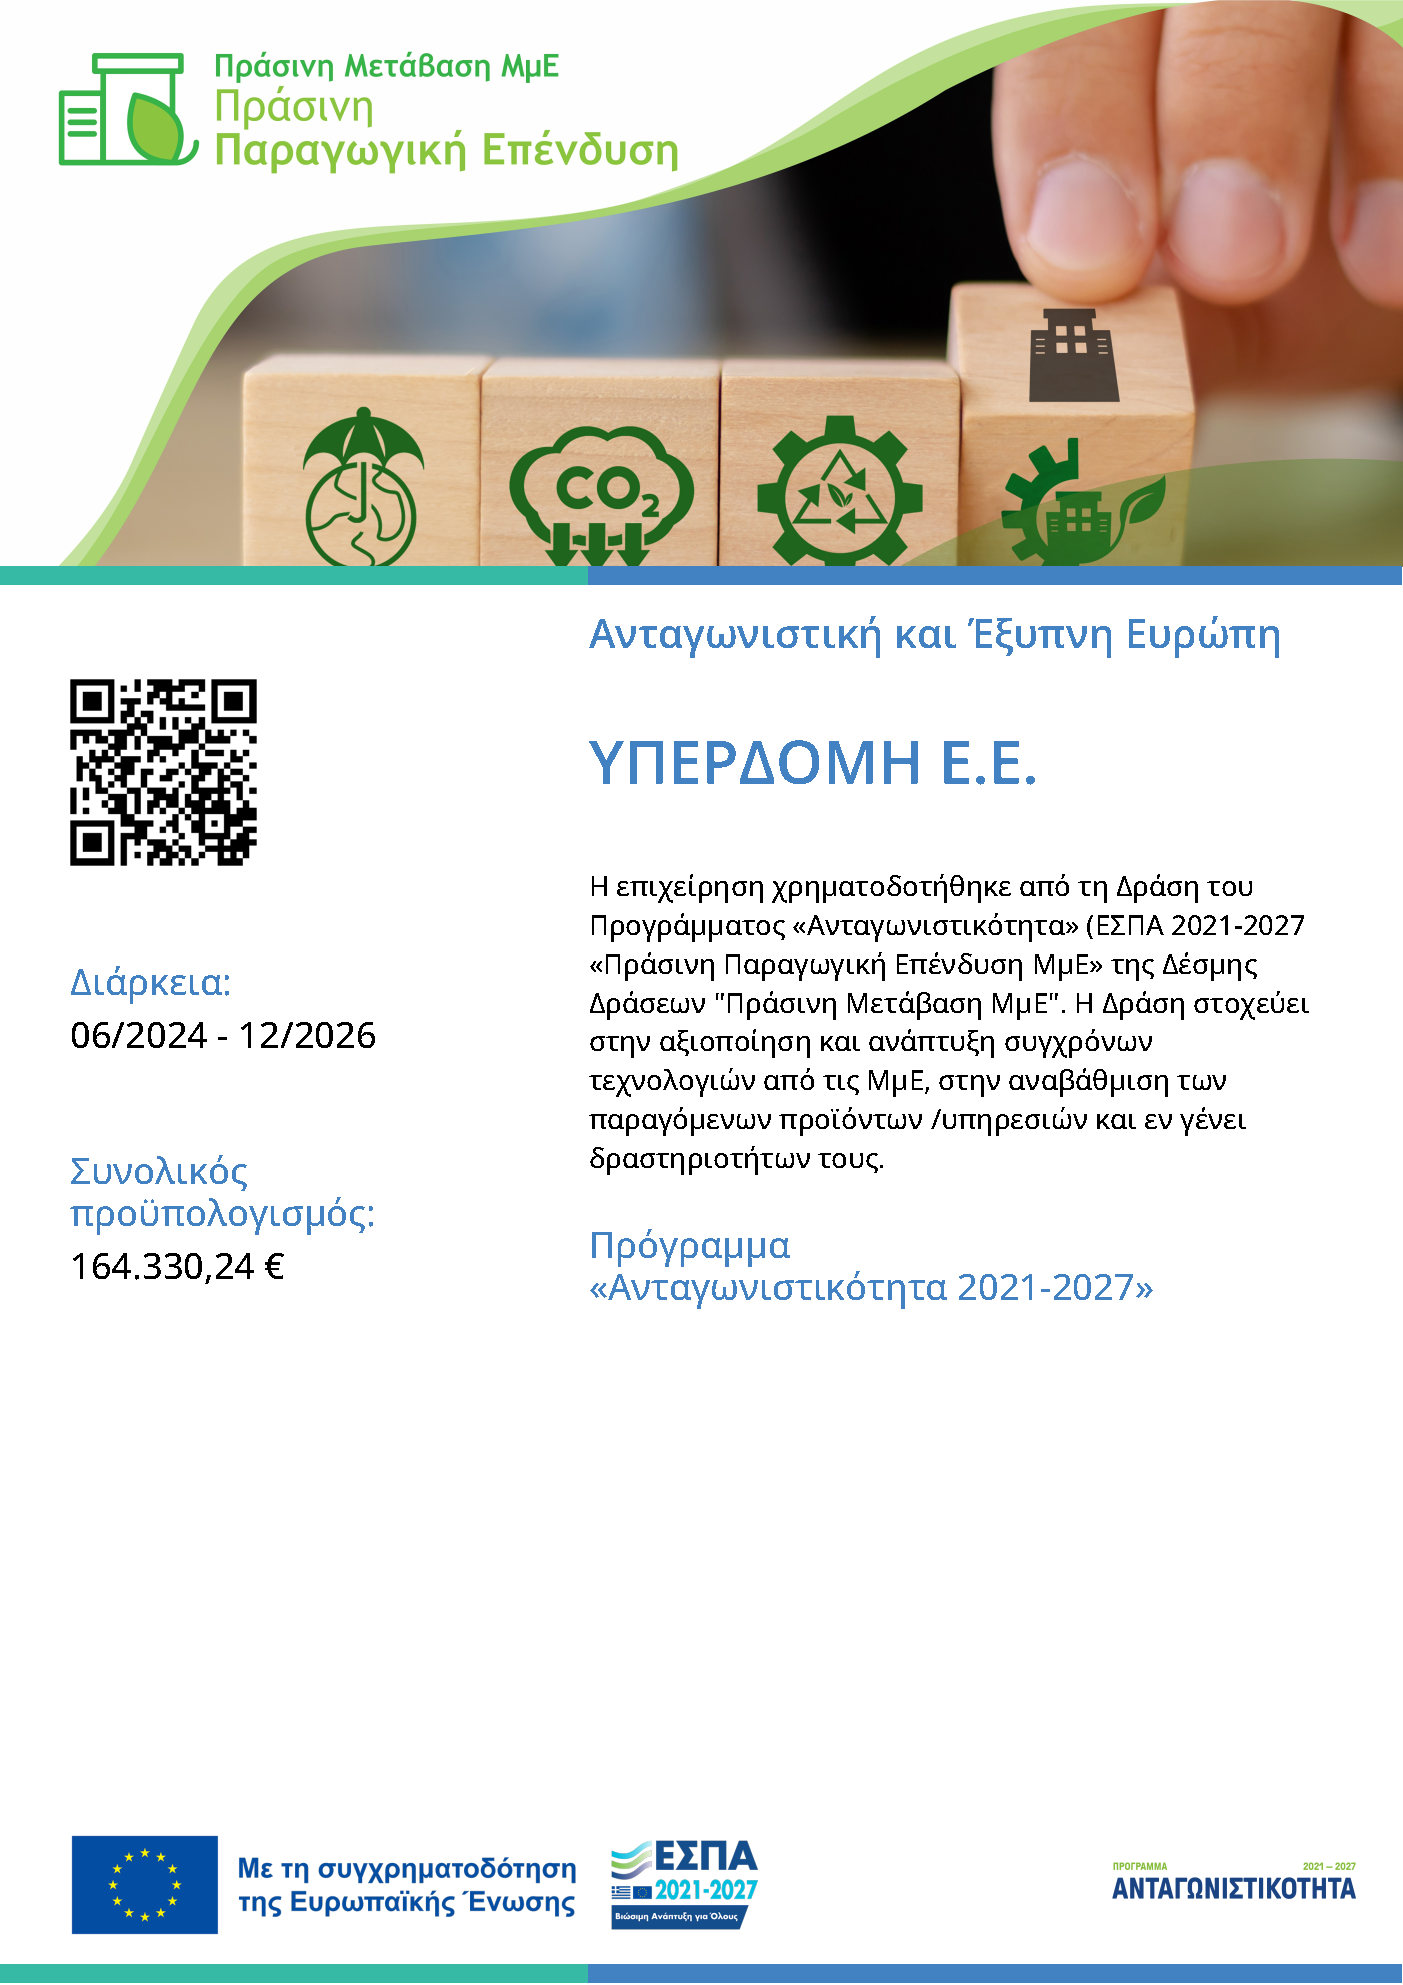 Πράσινη Μετάβαση ΜμΕ
Πράσινη
Παραγωγική Επένδυση
CO2
Ανταγωνιστική και Έξυπνη Ευρώπη
ΥΠΕΡΔΟΜΗ Ε.Ε.
Η επιχείρηση χρηματοδοτήθηκε από τη Δράση του
Προγράμματος «Ανταγωνιστικότητα» (ΕΣΠΑ 2021-2027
«Πράσινη Παραγωγική Επένδυση ΜμΕ» της Δέσμης
Δράσεων "Πράσινη Μετάβαση ΜμΕ". Η Δράση στοχεύει
στην αξιοποίηση και ανάπτυξη συγχρόνων
τεχνολογιών από τις ΜμΕ, στην αναβάθμιση των
παραγόμενων προϊόντων /υπηρεσιών και εν γένει
δραστηριοτήτων τους.
Διάρκεια:
06/2024 - 12/2026
Συνολικός
προϋπολογισμός:
164.330,24 €
Πρόγραμμα
«Ανταγωνιστικότητα 2021-2027»
Με τη συγχρηματοδότηση
της Ευρωπαϊκής Ένωσης
ΕΣΠΑ
2021-2027
Βιώσιμη Ανάπτυξη για Όλους
ΠΡΟΓΡΑΜΜΑ 2021 – 2027
ΑΝΤΑΓΩΝΙΣΤΙΚΟΤΗΤΑ